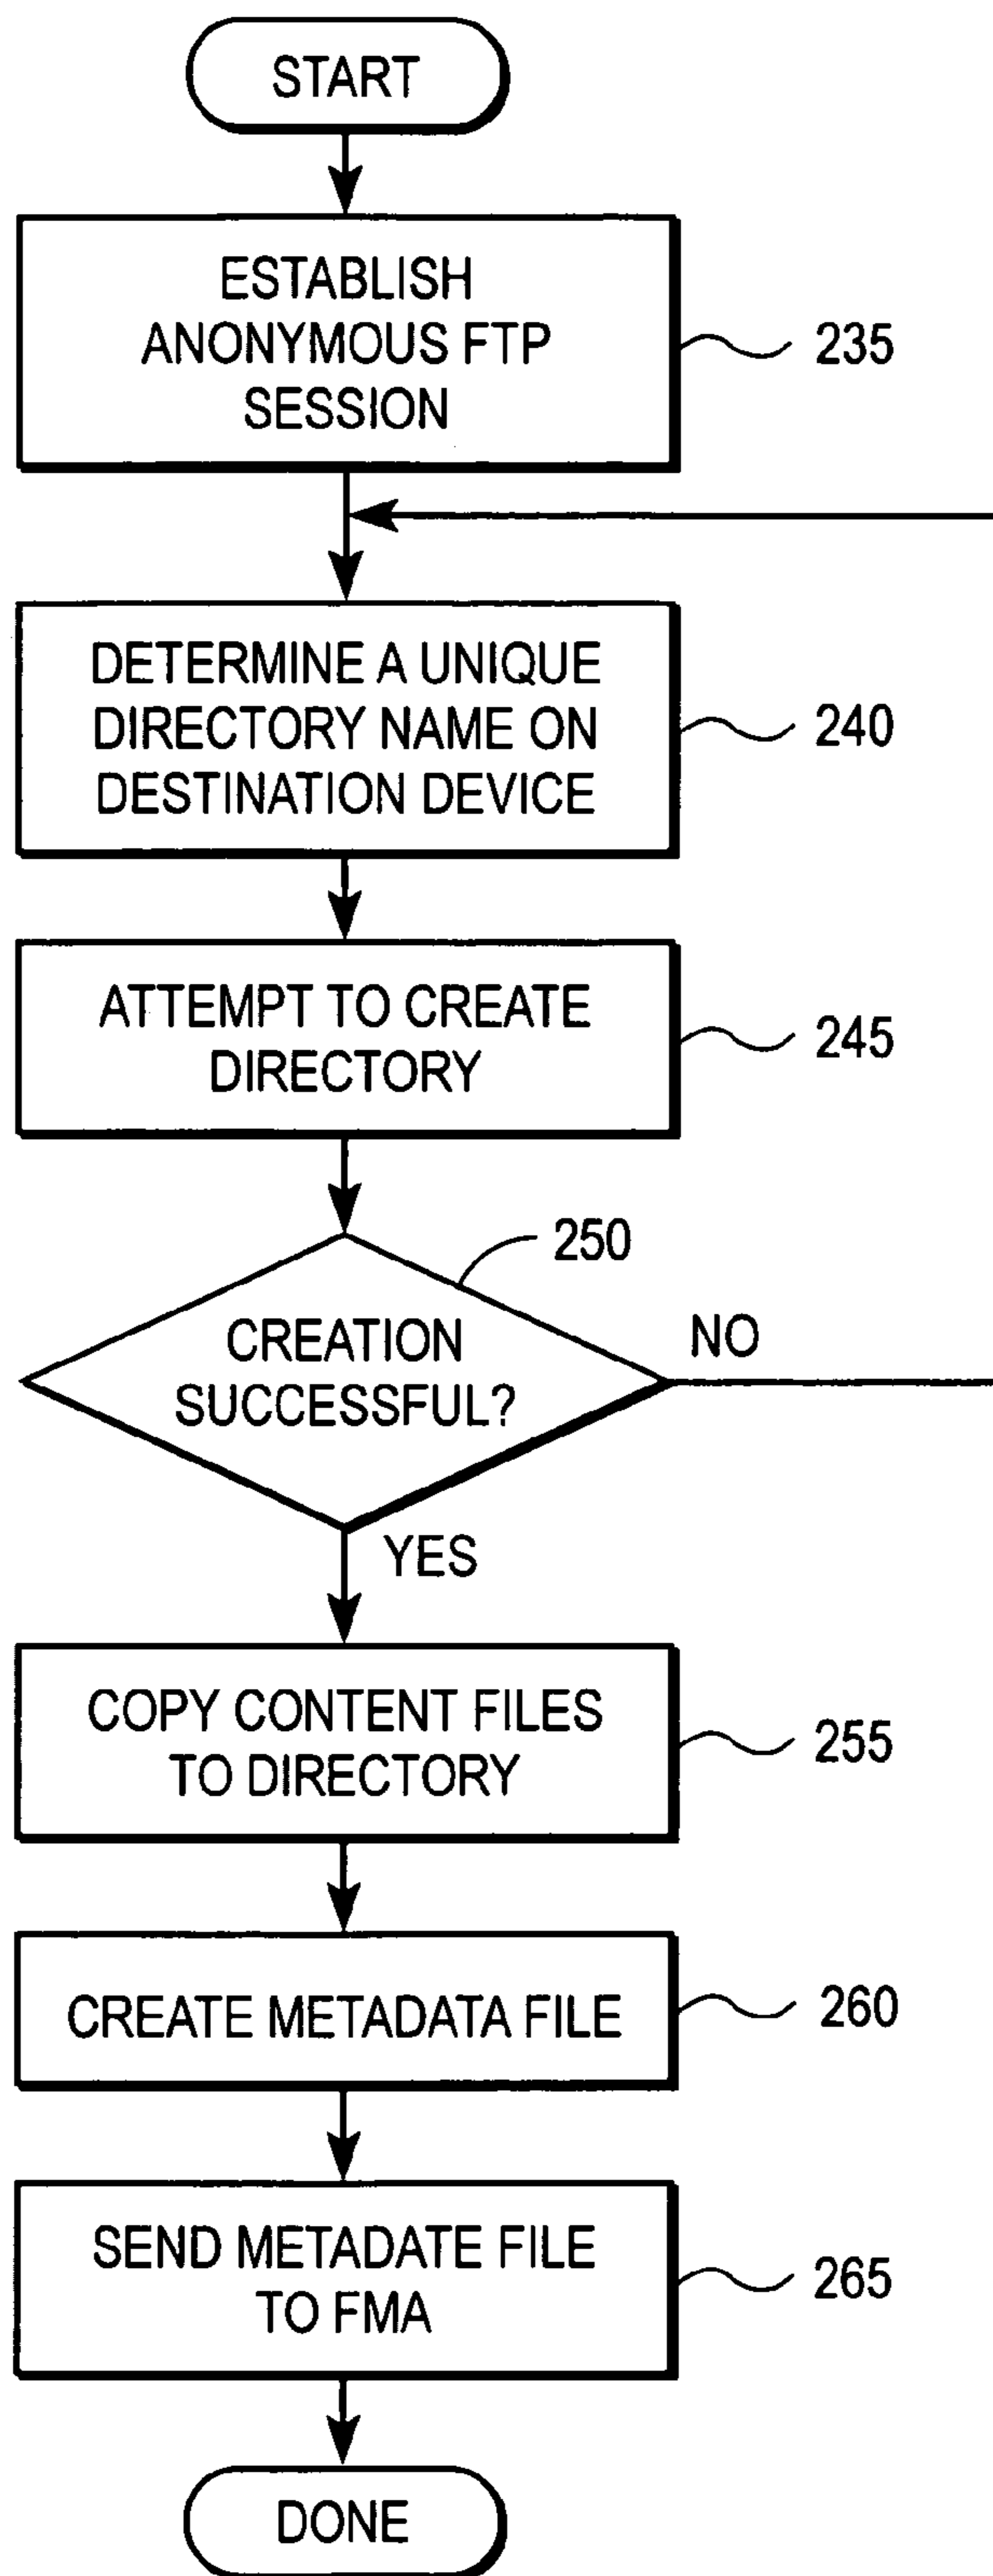 START
ESTABLISH
ANONYMOUS FTP
SESSION
235
DETERMINE A UNIQUE
DIRECTORY NAME ON
DESTINATION DEVICE
240
ATTEMPT TO CREATE
DIRECTORY
245
250
CREATION
SUCCESSFUL?
NO
YES
COPY CONTENT FILES
TO DIRECTORY
255
CREATE METADATA FILE
260
SEND METADATE FILE
TO FMA
265
DONE